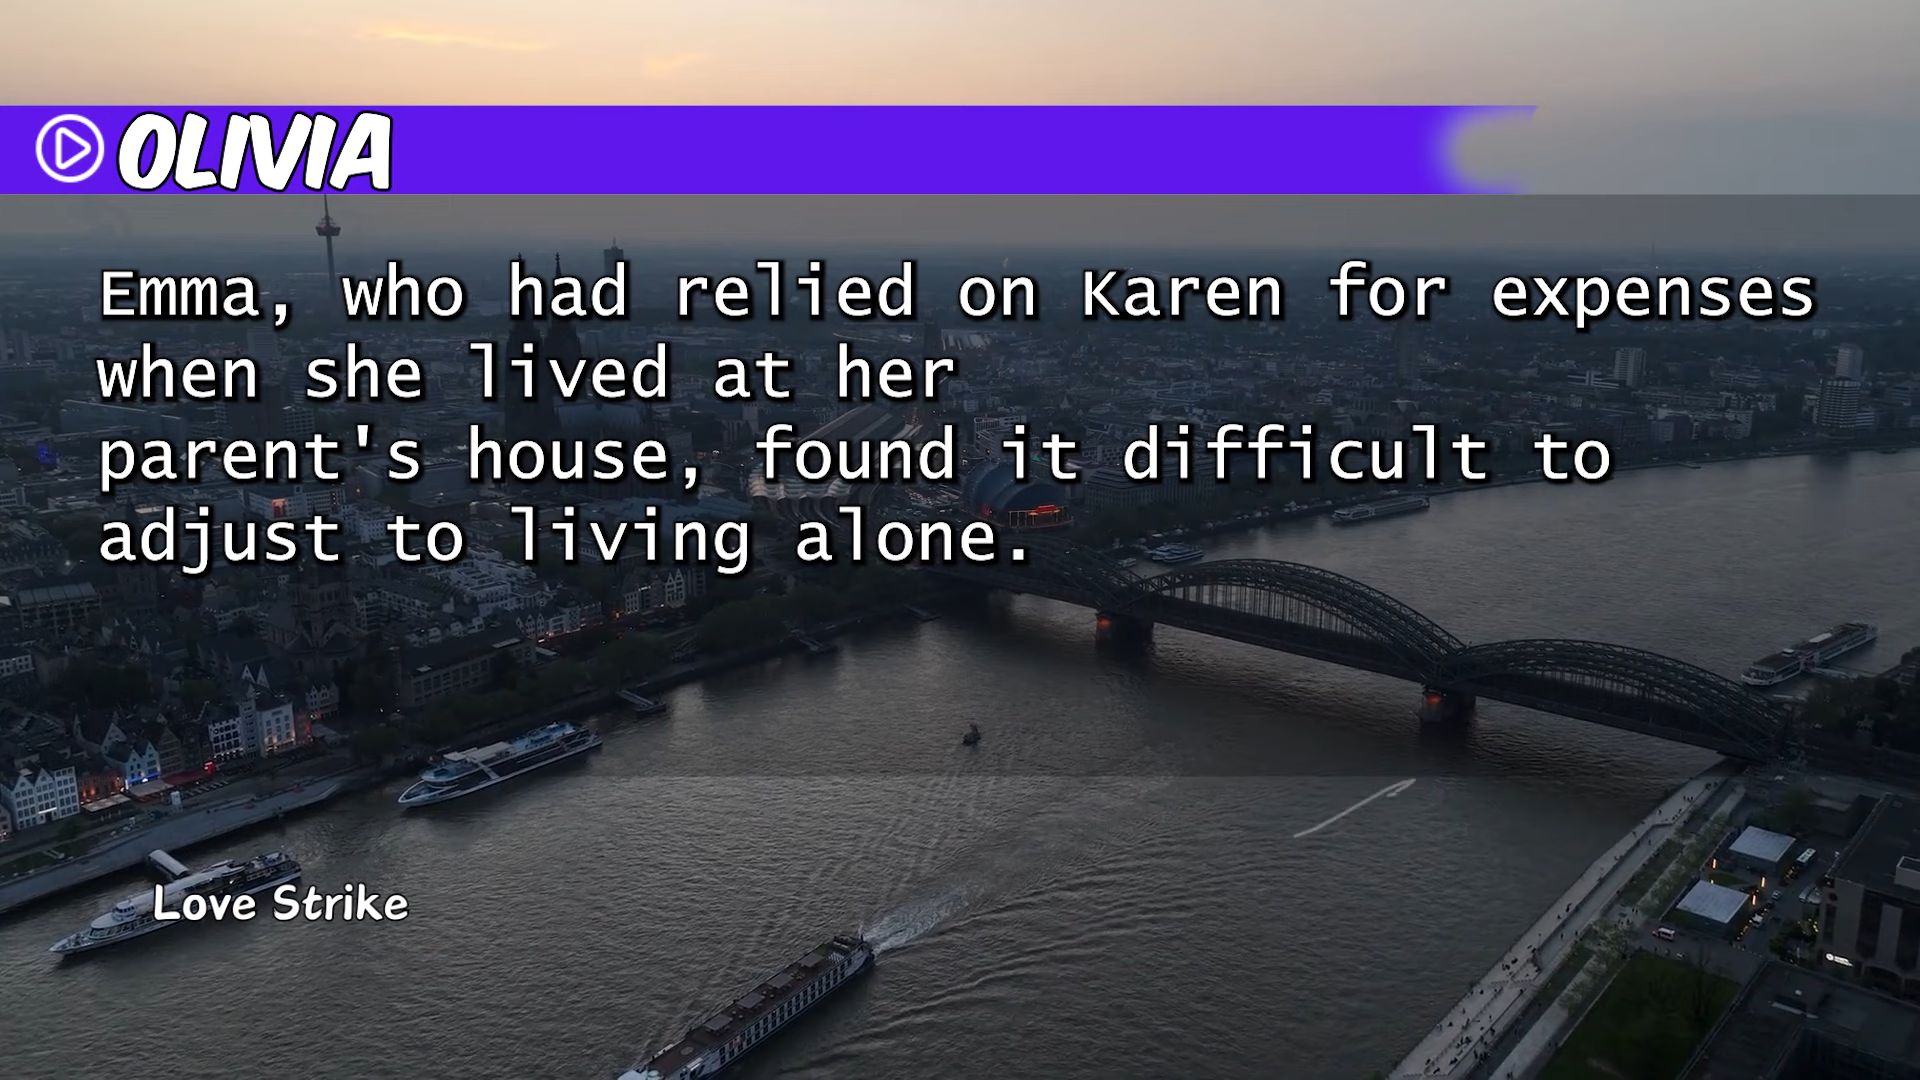 OLIVIA
Emma, who had relied on Karen for expenses
when she lived at her
parent's house, found it difficult to
adjust to living alone.
Love Strike